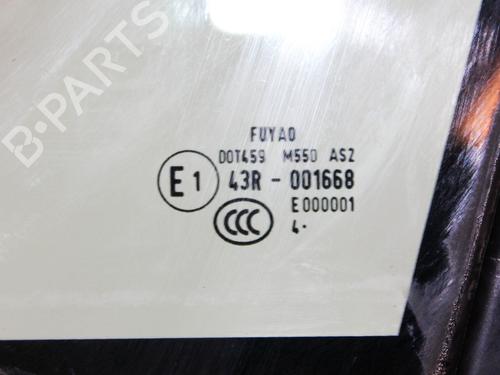 B-PARTS
FUYAO
DOT459 M550 AS2
E1 43R - 001668
E000001
CCC
4·